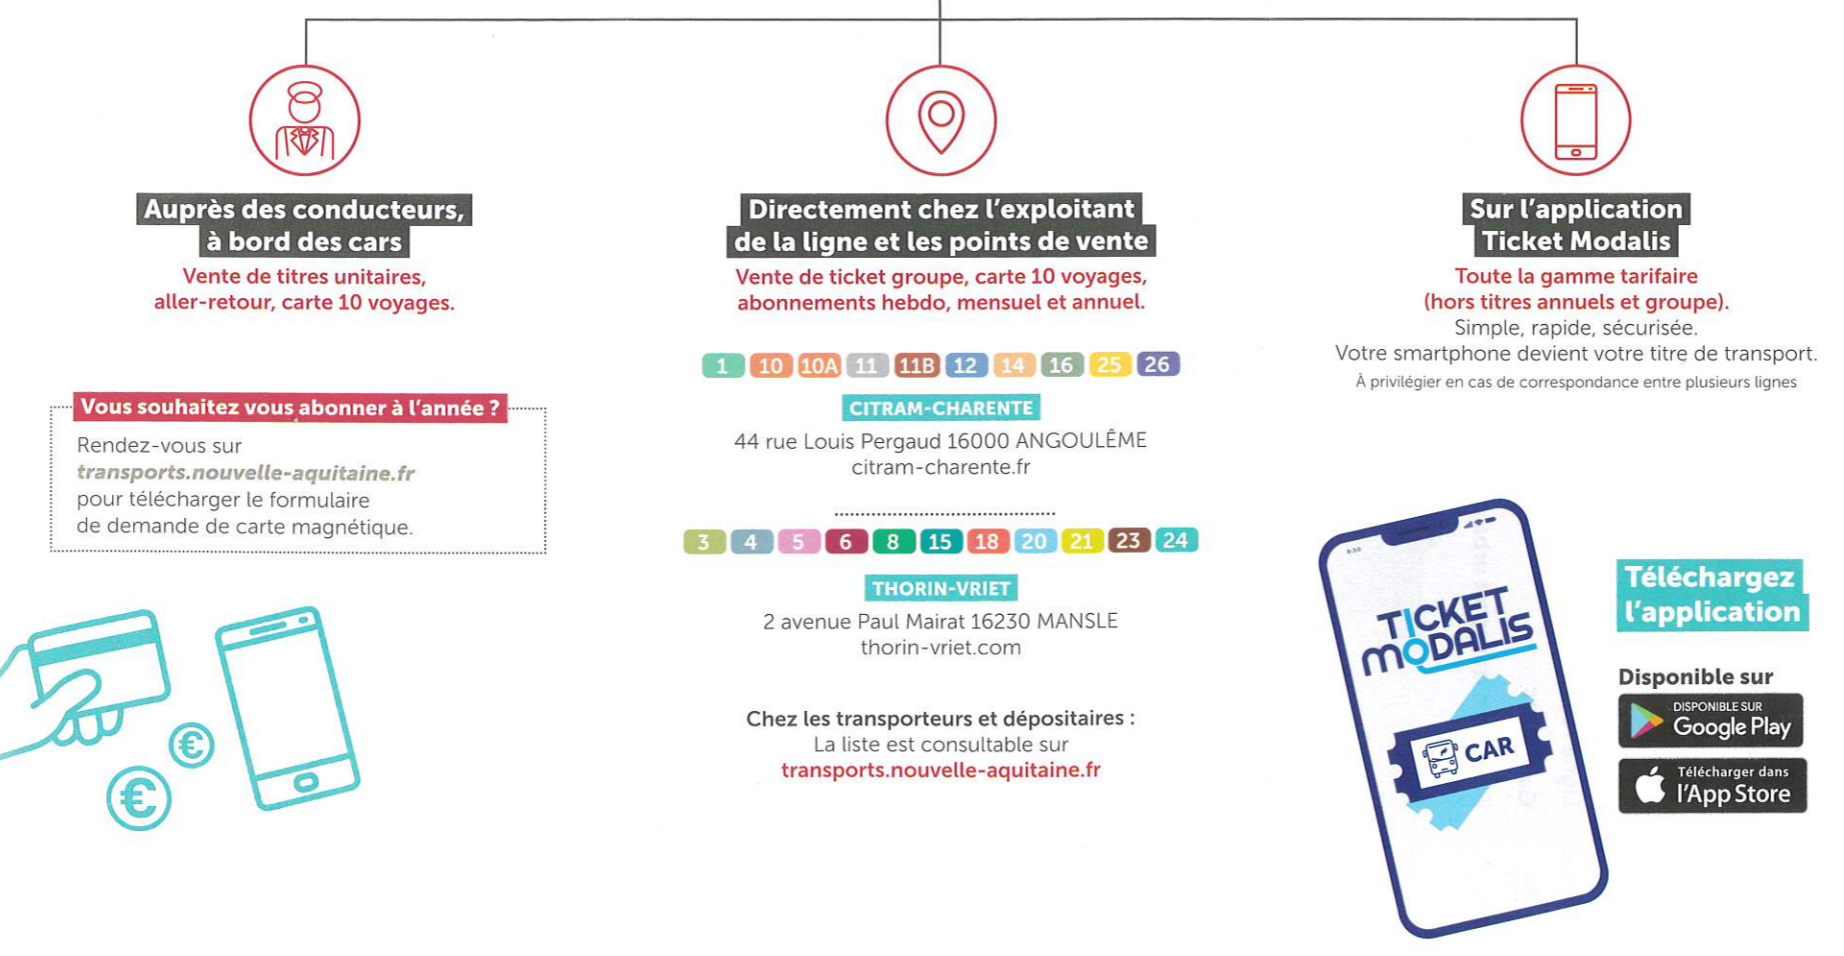 Auprès des conducteurs,
à bord des cars
Vente de titres unitaires,
aller-retour, carte 10 voyages.
Vous souhaitez vous abonner à l'année ?
Rendez-vous sur
transports.nouvelle-aquitaine.fr
pour télécharger le formulaire
de demande de carte magnétique.
Directement chez l'exploitant
de la ligne et les points de vente
Vente de ticket groupe, carte 10 voyages,
abonnements hebdo, mensuel et annuel.
1 10 10A 11 11B 12 14 16 25 26
CITRAM-CHARENTE
44 rue Louis Pergaud 16000 ANGOULÊME
citram-charente.fr
3 4 5 6 8 15 18 20 21 23 24
THORIN-VRIET
2 avenue Paul Mairat 16230 MANSLE
thorin-vriet.com
Chez les transporteurs et dépositaires :
La liste est consultable sur
transports.nouvelle-aquitaine.fr
Sur l'application
Ticket Modalis
Toute la gamme tarifaire
(hors titres annuels et groupe).
Simple, rapide, sécurisée.
Votre smartphone devient votre titre de transport.
À privilégier en cas de correspondance entre plusieurs lignes
TICKET
MODALIS
CAR
Téléchargez
l'application
Disponible sur
DISPONIBLE SUR
Google Play
Télécharger dans
l'App Store